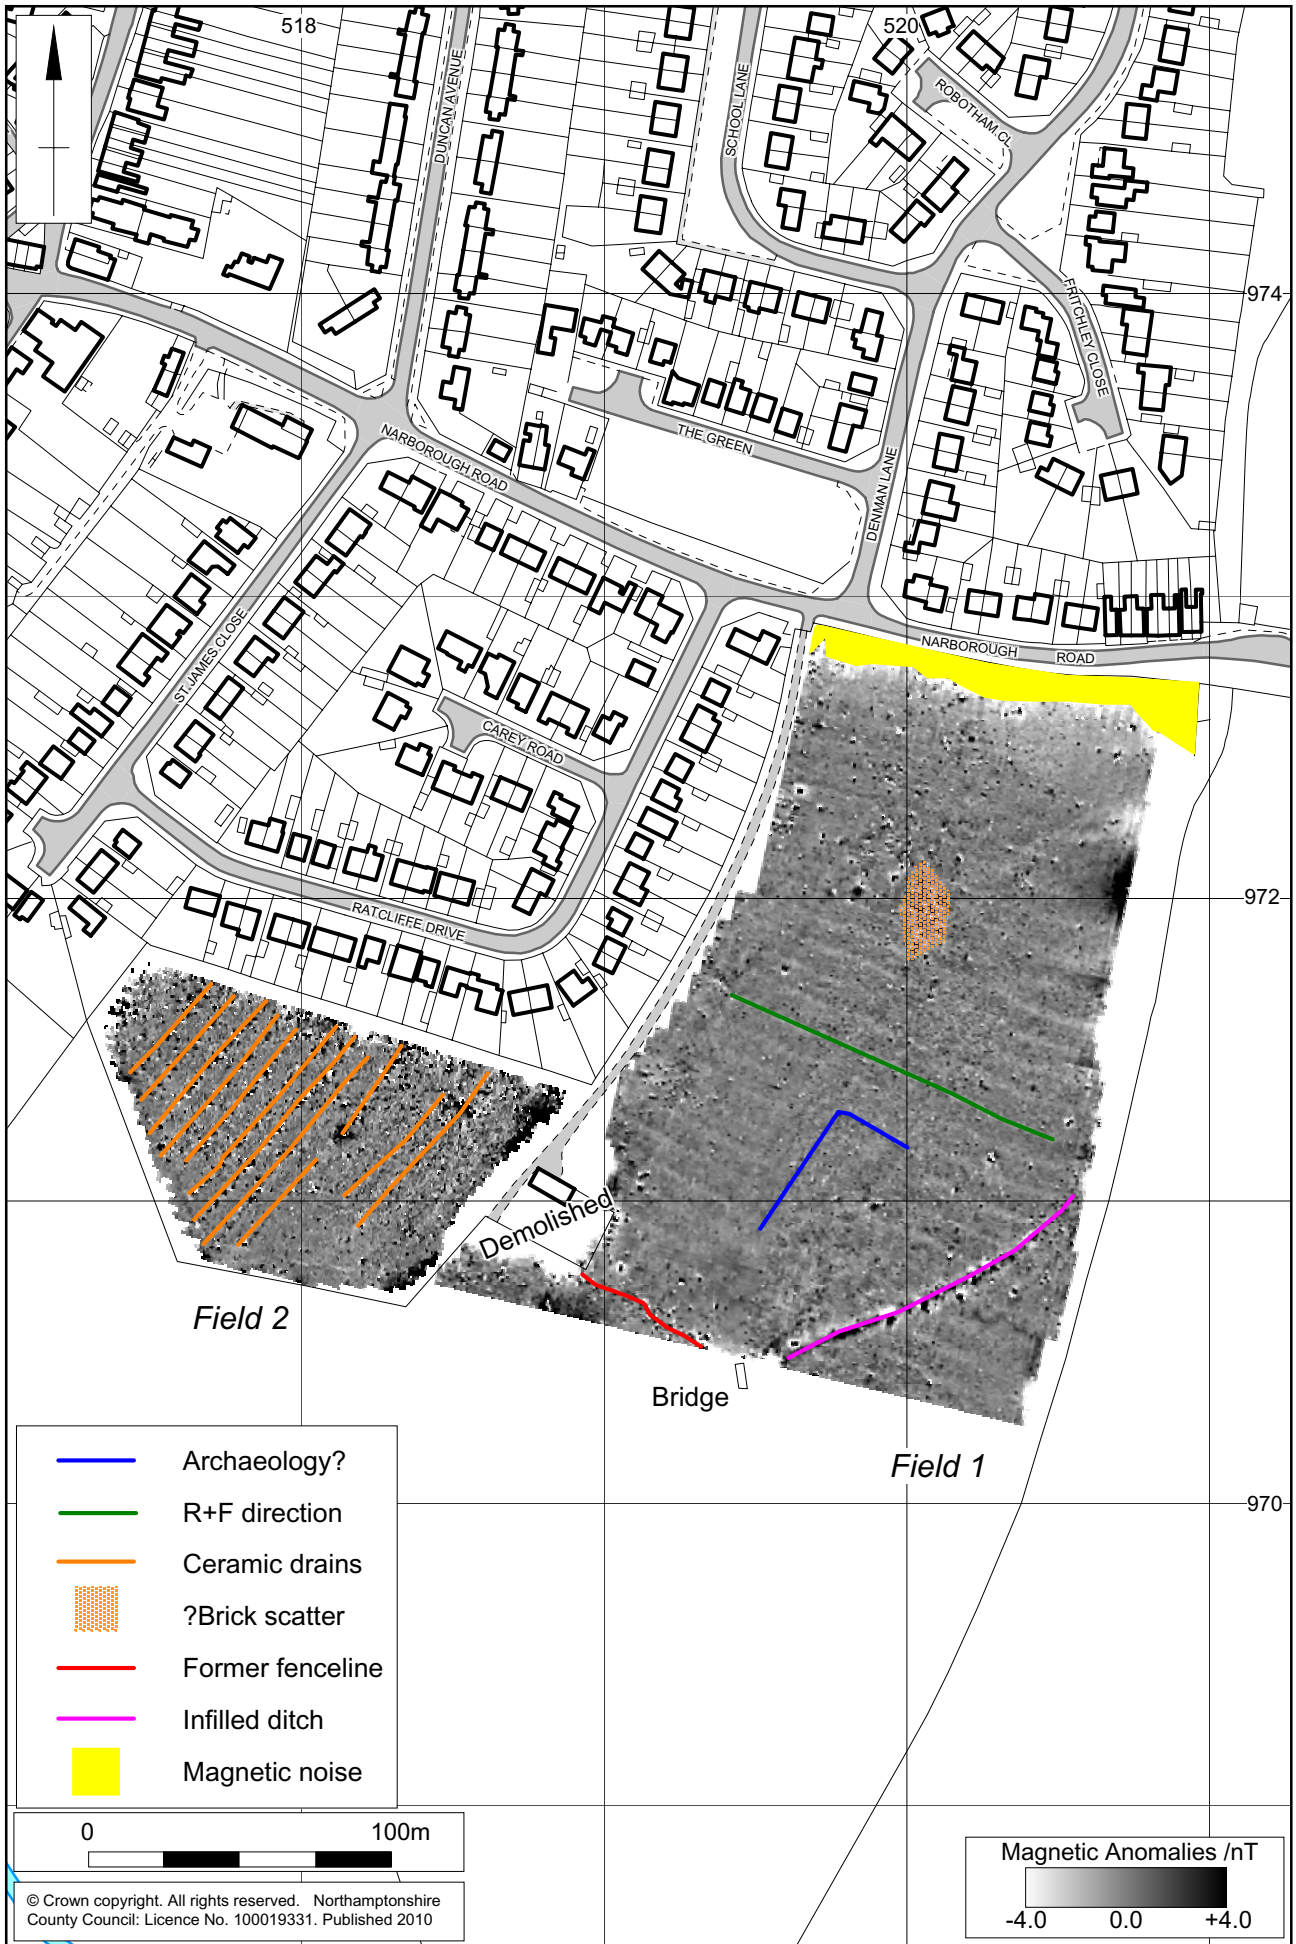 518
520
DUNCAN AVENUE
SCHOOL LANE
ROBOTHAM CL
974
FRITCHLEY CLOSE
NARBOROUGH ROAD
THE GREEN
DENMAN LANE
ST.JAMES.CLOSE
NARBOROUGH
ROAD
CAREY ROAD
RATCLIFFE DRIVE
972
Demolished
Field 2
Bridge
Field 1
970
Archaeology?
R+F direction
Ceramic drains
?Brick scatter
Former fenceline
Infilled ditch
Magnetic noise
0 100m
© Crown copyright. All rights reserved. Northamptonshire
County Council: Licence No. 100019331. Published 2010
Magnetic Anomalies /nT
-4.0 0.0 +4.0